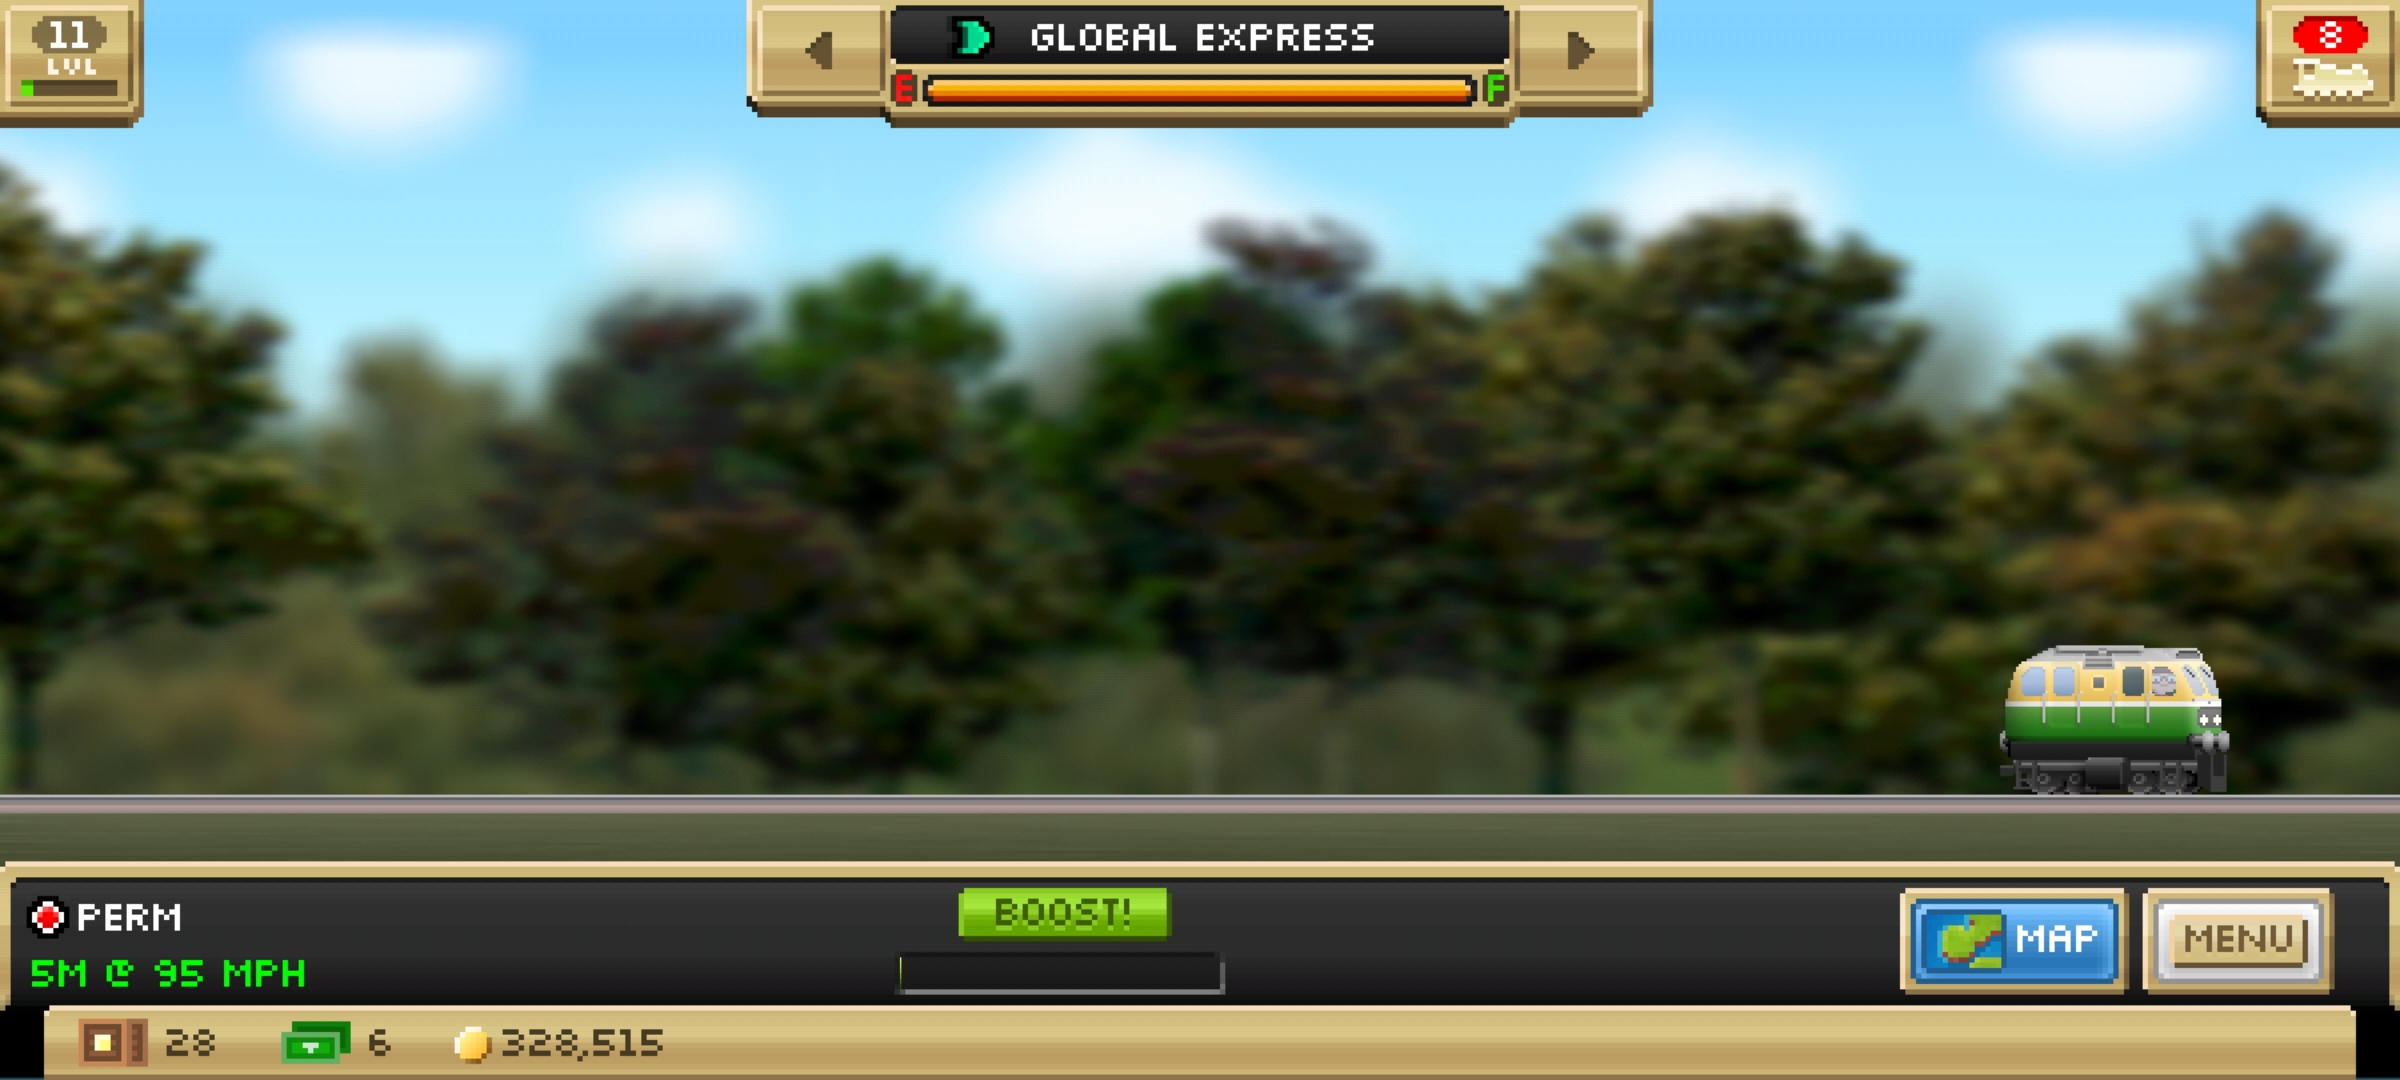 11
LVL
GLOBAL EXPRESS
E F
8
PERM
5M @ 95 MPH
BOOST!
MAP
MENU
28
6
328,515